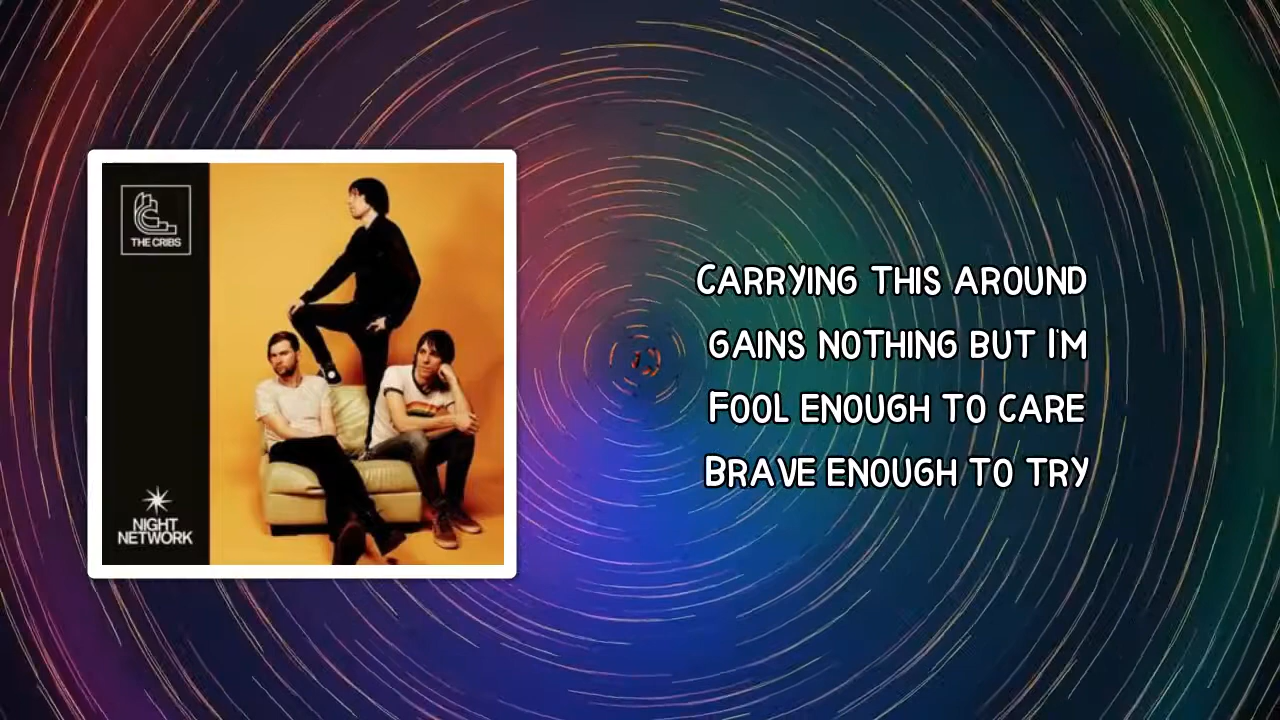 THE CRIBS
NIGHT
NETWORK
CARRYING THIS AROUND
GAINS NOTHING BUT I'M
FOOL ENOUGH TO CARE
BRAVE ENOUGH TO TRY